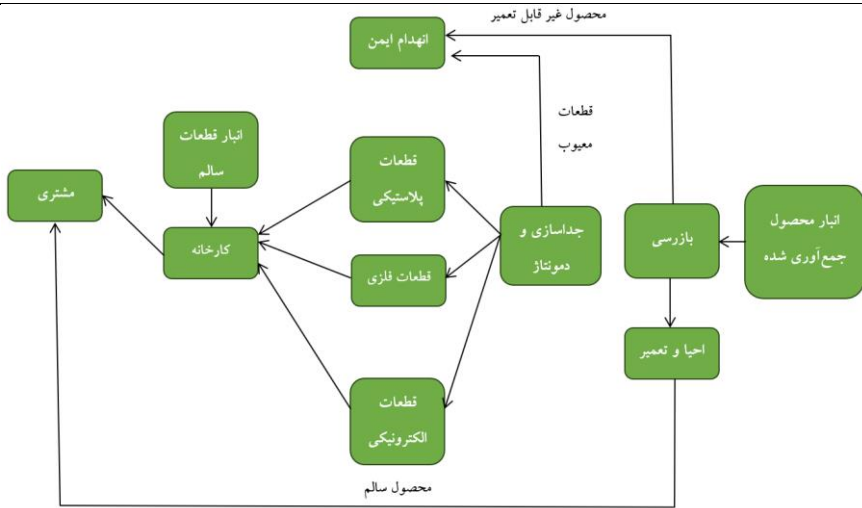 محصول غیر قابل تعمیر
انهدام ایمن
قطعات
معیوب
انبار قطعات
سالم
قطعات
پلاستیکی
مشتری
جداسازی و
دمونتاژ
بازرسی
انبار محصول
جمع‌آوری شده
کارخانه
قطعات فلزی
احیا و تعمیر
قطعات
الکترونیکی
محصول سالم